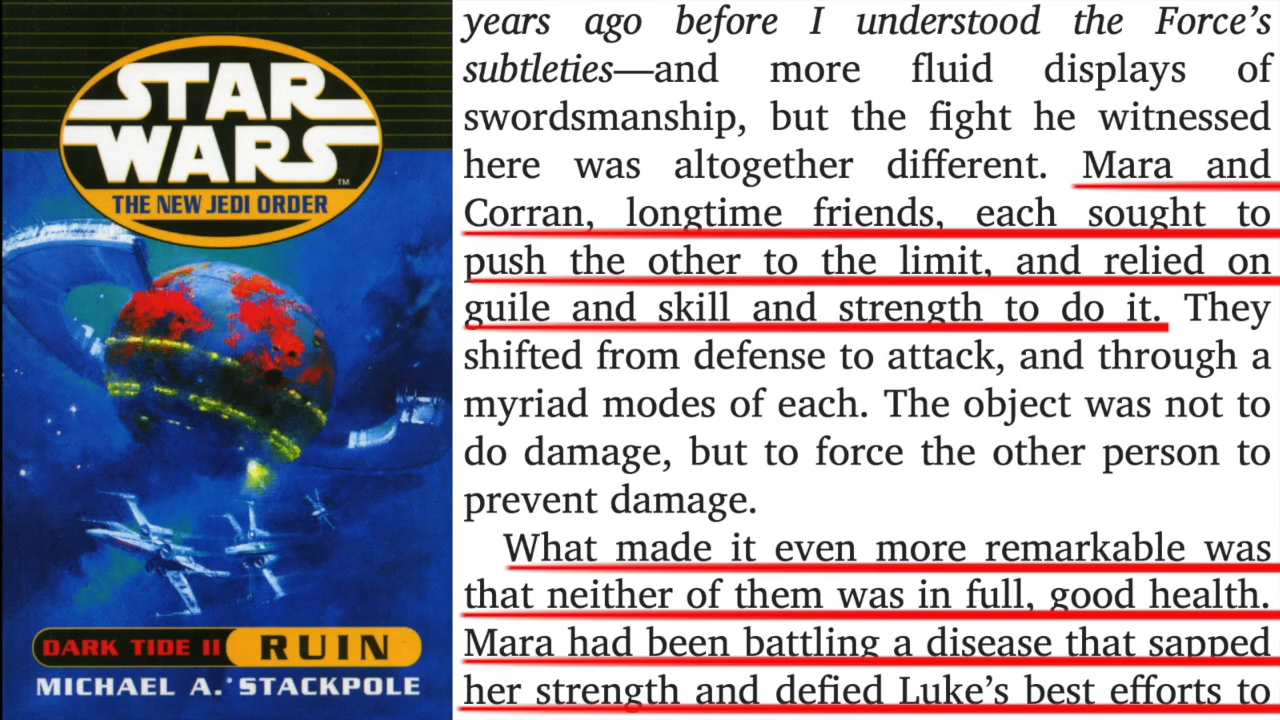 STAR
WARS
TM
THE NEW JEDI ORDER
DARK TIDE II RUIN
MICHAEL A. STACKPOLE
years ago before I understood the Force's
subtleties—and more fluid displays of
swordsmanship, but the fight he witnessed
here was altogether different. Mara and
Corran, longtime friends, each sought to
push the other to the limit, and relied on
guile and skill and strength to do it. They
shifted from defense to attack, and through a
myriad modes of each. The object was not to
do damage, but to force the other person to
prevent damage.
What made it even more remarkable was
that neither of them was in full, good health.
Mara had been battling a disease that sapped
her strength and defied Luke's best efforts to